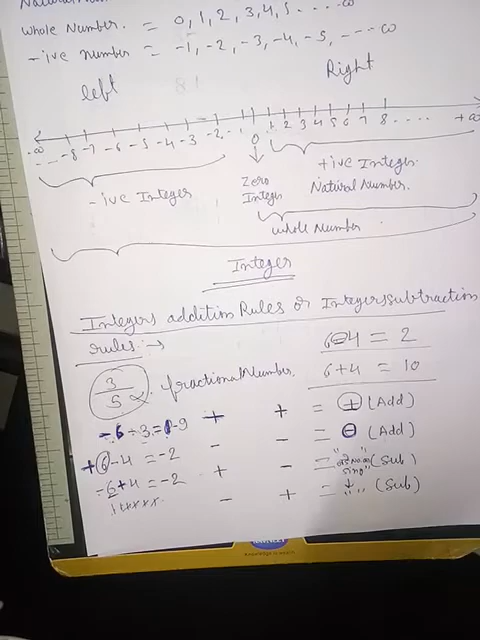 Whole Number. = 0, 1, 2, 3, 4, 5 . . . . ∞
-ive Number = -1, -2, -3, -4, -5, --- ∞
left
Right
-∞ ... -8 -7 -6 -5 -4 -3 -2 -1 0 1 2 3 4 5 6 7 8 . . . . +∞
-ive Integer
Zero Integer
+ive Integer
Natural Number.
whole Number
Integer
Integers addition Rules or Integers subtraction
rules :→
6-4 = 2
6+4 = 10
3/5 fractional Number.
-6-3=-9
+ + = + (Add)
- - = - (Add)
+6-4 = -2
+ - = (Sub)
-6+4 = -2
- + = " " (Sub)